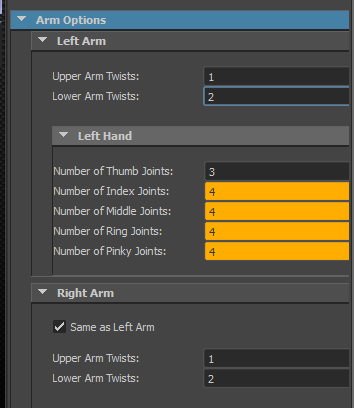 Arm Options
Left Arm
Upper Arm Twists: 1
Lower Arm Twists: 2
Left Hand
Number of Thumb Joints: 3
Number of Index Joints: 4
Number of Middle Joints: 4
Number of Ring Joints: 4
Number of Pinky Joints: 4
Right Arm
Same as Left Arm
Upper Arm Twists: 1
Lower Arm Twists: 2